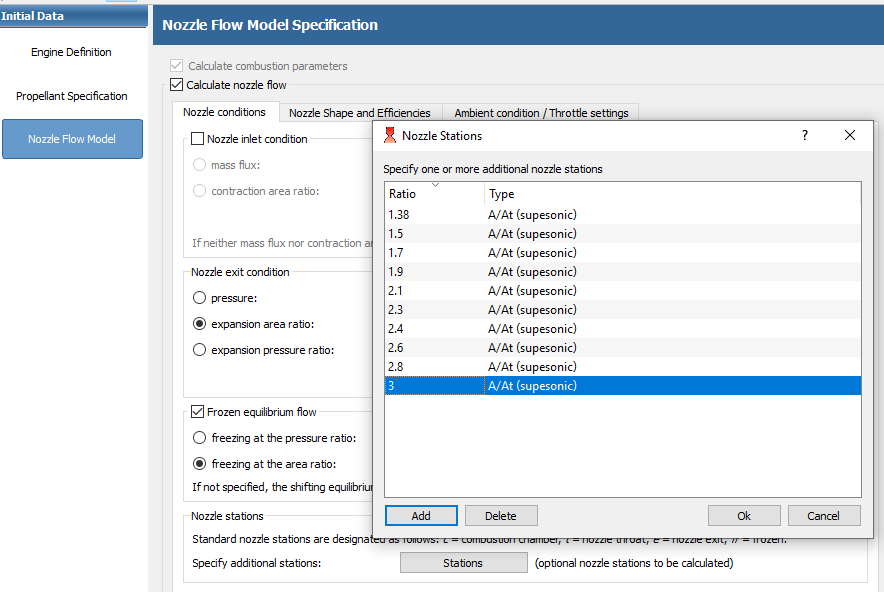 Initial Data
Engine Definition
Propellant Specification
Nozzle Flow Model
Nozzle Flow Model Specification
Calculate combustion parameters
Calculate nozzle flow
Nozzle conditions
Nozzle Shape and Efficiencies
Ambient condition / Throttle settings
Nozzle inlet condition
mass flux:
contraction area ratio:
If neither mass flux nor contraction
Nozzle exit condition
pressure:
expansion area ratio:
expansion pressure ratio:
Frozen equilibrium flow
freezing at the pressure ratio:
freezing at the area ratio:
If not specified, the shifting
Nozzle stations
Standard nozzle stations are designated as follows: c = combustion chamber, t = nozzle throat, e = nozzle exit, = frozen.
Specify additional stations:
Stations
(optional nozzle stations to be calculated)
Nozzle Stations
?
Specify one or more additional nozzle stations
Ratio Type
1.38 A/At (supesonic)
1.5 A/At (supesonic)
1.7 A/At (supesonic)
1.9 A/At (supesonic)
2.1 A/At (supesonic)
2.3 A/At (supesonic)
2.4 A/At (supesonic)
2.6 A/At (supesonic)
2.8 A/At (supesonic)
3 A/At (supesonic)
Add
Delete
Ok
Cancel